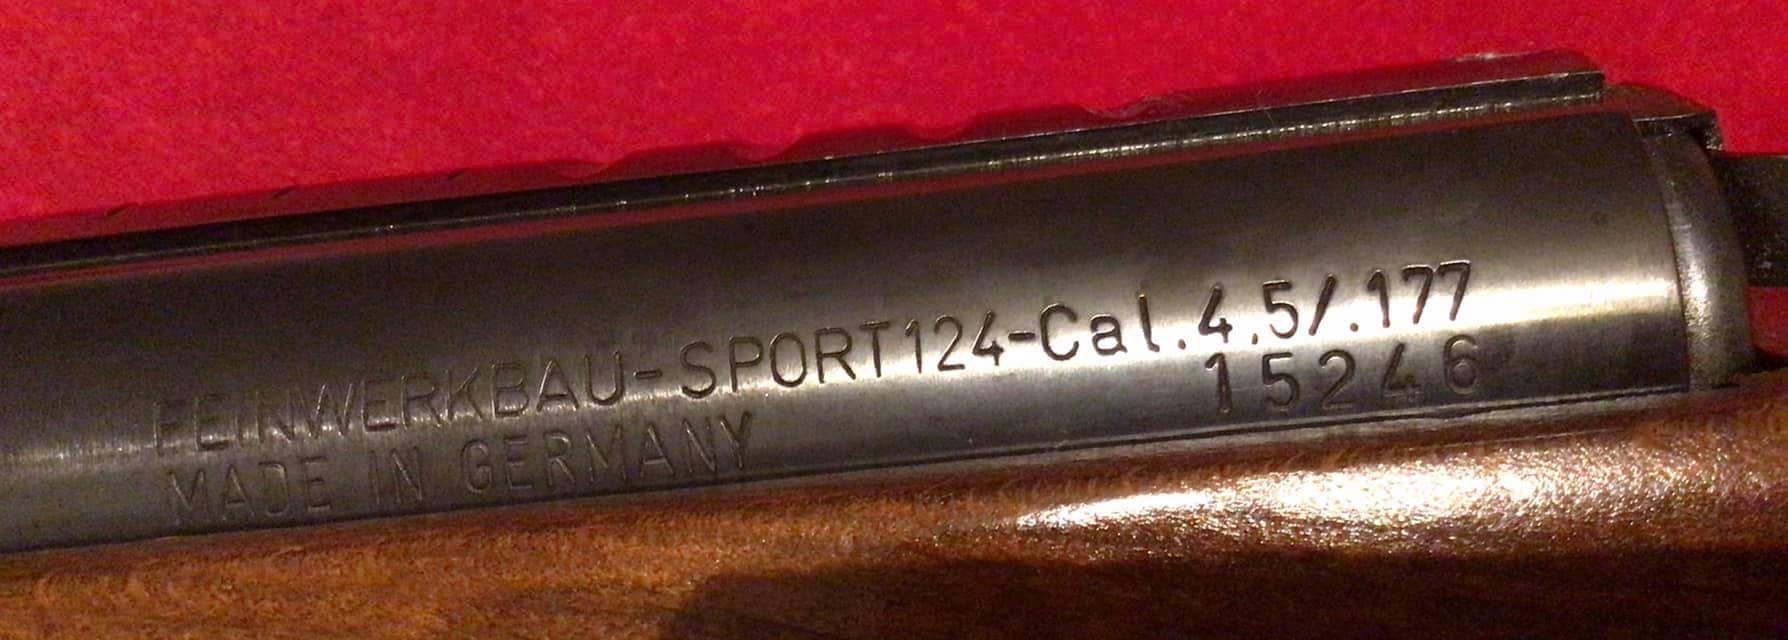 FEINWERKBAU-SPORT124-Cal.4,5/.177
15246
MADE IN GERMANY